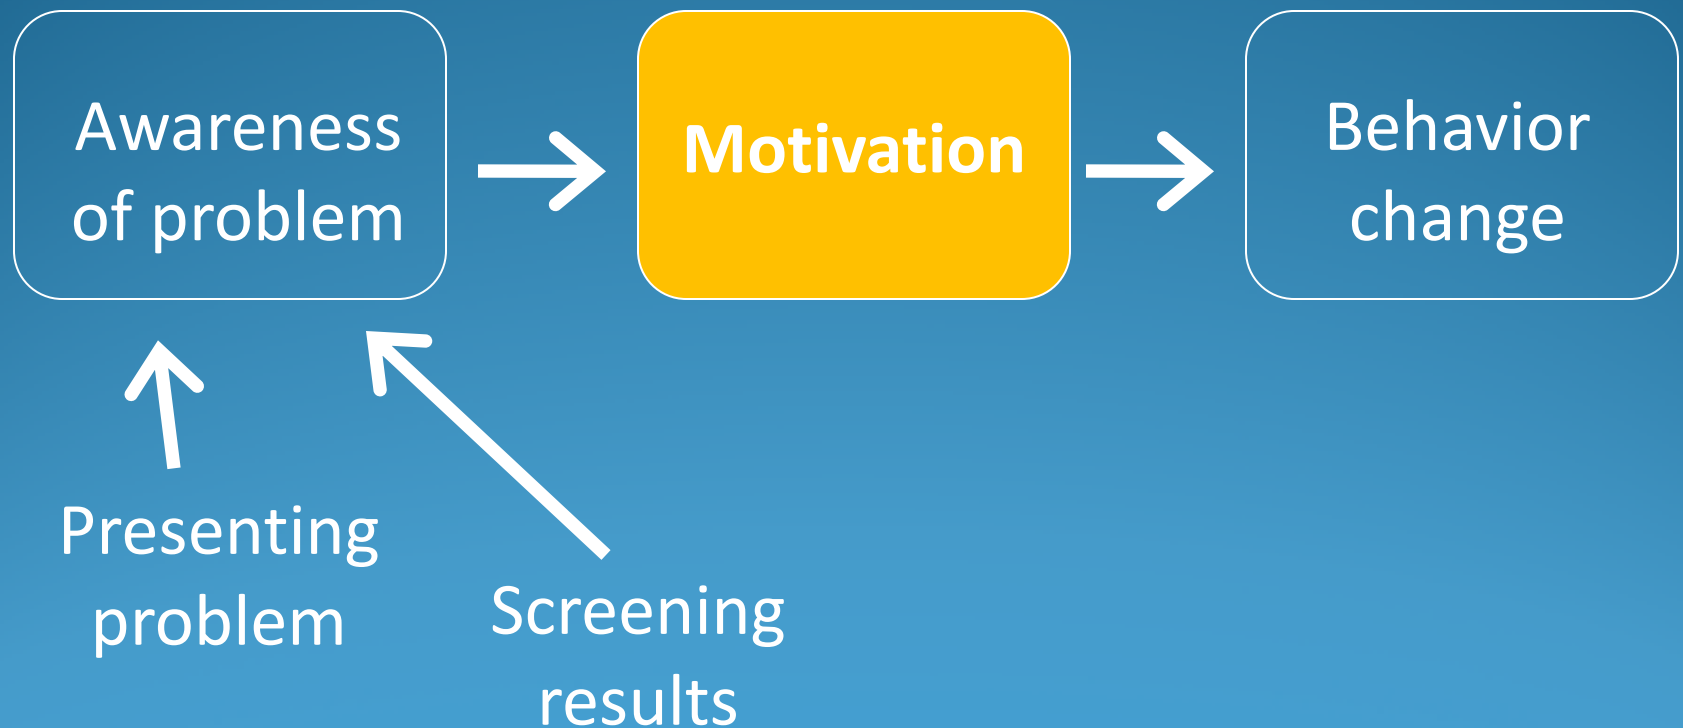 Awareness
of problem
Motivation
Behavior
change
Presenting
problem
Screening
results